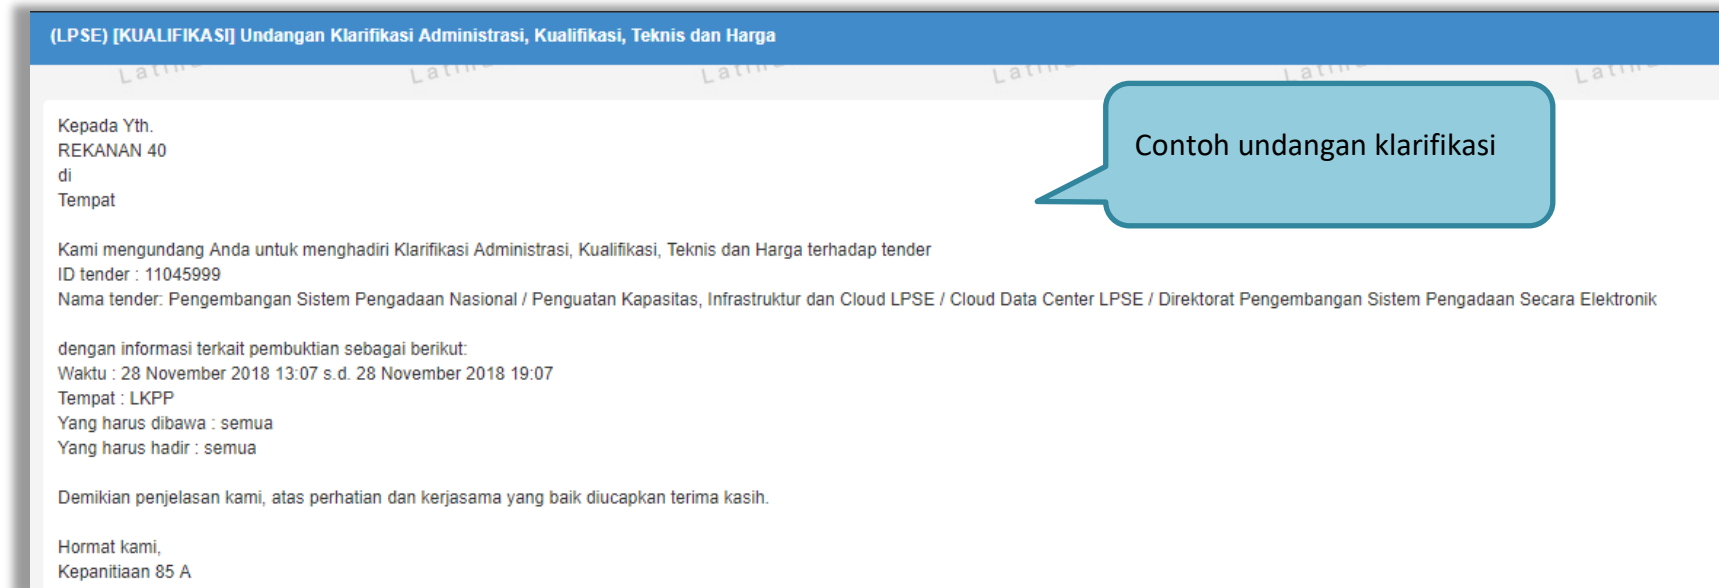 (LPSE) [KUALIFIKASI] Undangan Klarifikasi Administrasi, Kualifikasi, Teknis dan Harga
Kepada Yth.
REKANAN 40
di
Tempat
Contoh undangan klarifikasi
Kami mengundang Anda untuk menghadiri Klarifikasi Administrasi, Kualifikasi, Teknis dan Harga terhadap tender
ID tender : 11045999
Nama tender: Pengembangan Sistem Pengadaan Nasional / Penguatan Kapasitas, Infrastruktur dan Cloud LPSE / Cloud Data Center LPSE / Direktorat Pengembangan Sistem Pengadaan Secara Elektronik
dengan informasi terkait pembuktian sebagai berikut:
Waktu : 28 November 2018 13:07 s.d. 28 November 2018 19:07
Tempat : LKPP
Yang harus dibawa : semua
Yang harus hadir : semua
Demikian penjelasan kami, atas perhatian dan kerjasama yang baik diucapkan terima kasih.
Hormat kami,
Kepanitiaan 85 A